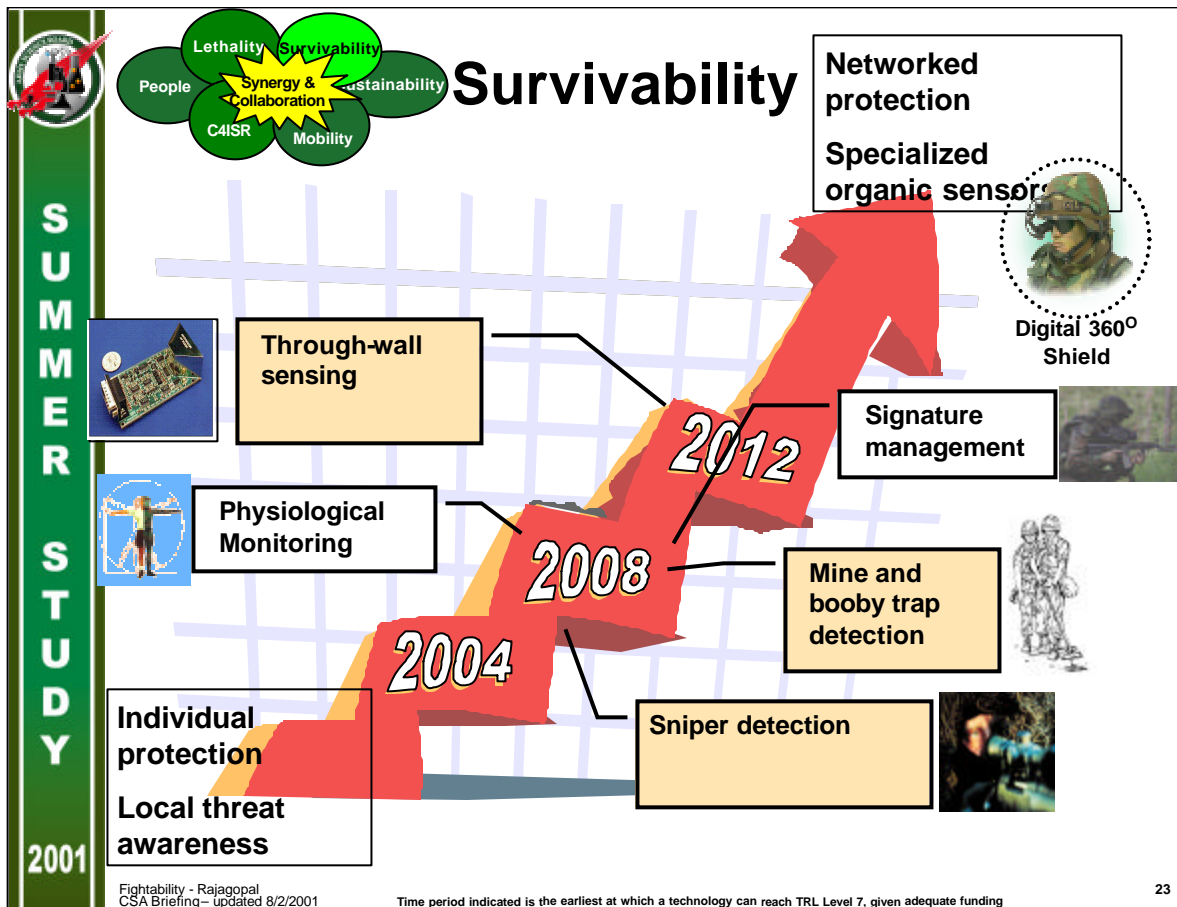 Lethality
Survivability
People
Synergy &
Collaboration
Sustainability
C4ISR
Mobility
Survivability
Networked
protection
Specialized
organic sensors
Digital 360O
Shield
SUMMER STUDY
2001
Through-wall
sensing
Signature
management
2012
Physiological
Monitoring
2008
Mine and
booby trap
detection
2004
Sniper detection
Individual
protection
Local threat
awareness
Fightability - Rajagopal
CSA Briefing– updated 8/2/2001
Time period indicated is the earliest at which a technology can reach TRL Level 7, given adequate funding
23